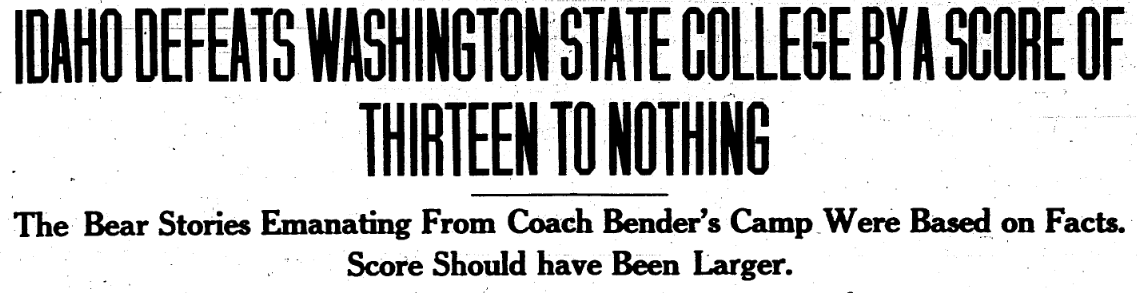 IDAHO DEFEATS WASHINGTON STATE COLLEGE BY A SCORE OF
THIRTEEN TO NOTHING
The Bear Stories Emanating From Coach Bender's Camp Were Based on Facts.
Score Should have Been Larger.